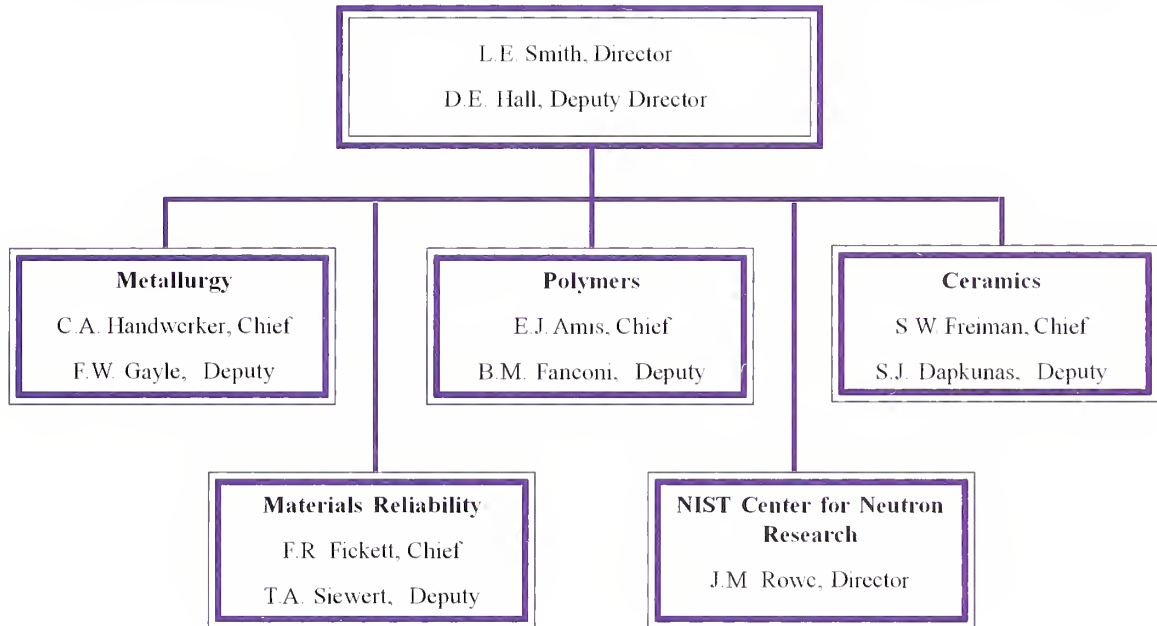 L.E. Smith, Director
D.E. Hall, Deputy Director
Metallurgy
C.A. Handwerker, Chief
F.W. Gayle, Deputy
Polymers
E.J. Amis, Chief
B.M. Fanconi, Deputy
Ceramics
S.W. Freiman, Chief
S.J. Dapkunas, Deputy
Materials Reliability
F.R. Fickett, Chief
T.A. Siewert, Deputy
NIST Center for Neutron
Research
J.M. Rowe, Director